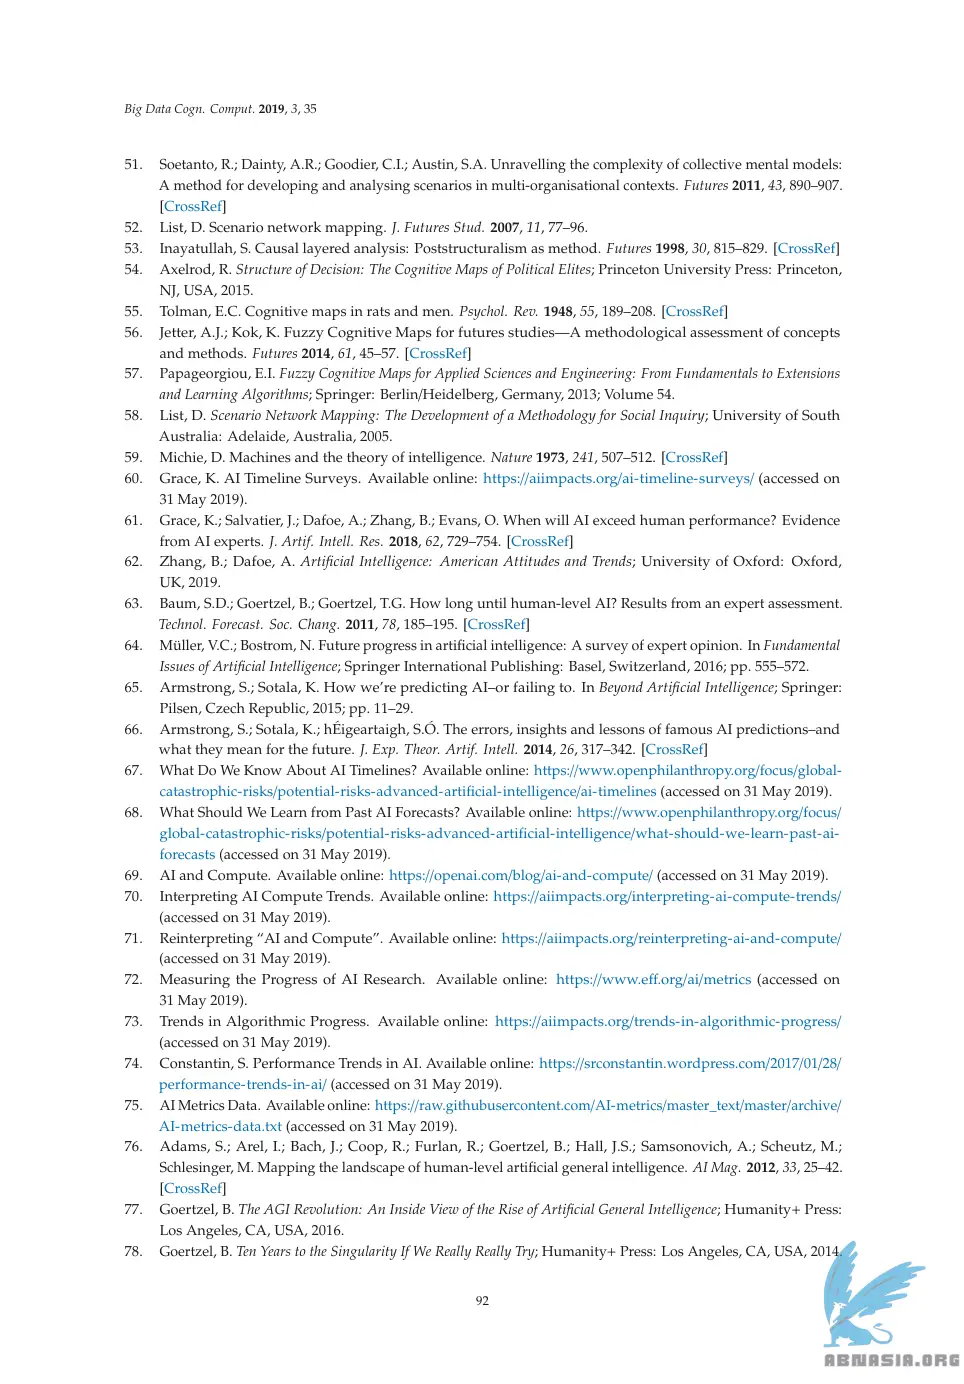 Big Data Cogn. Comput. 2019, 3, 35
51. Soetanto, R.; Dainty, A.R.; Goodier, C.I.; Austin, S.A. Unravelling the complexity of collective mental models:
A method for developing and analysing scenarios in multi-organisational contexts. Futures 2011, 43, 890–907.
[CrossRef]
52. List, D. Scenario network mapping. J. Futures Stud. 2007, 11, 77–96.
53. Inayatullah, S. Causal layered analysis: Poststructuralism as method. Futures 1998, 30, 815–829. [CrossRef]
54. Axelrod, R. Structure of Decision: The Cognitive Maps of Political Elites; Princeton University Press: Princeton,
NJ, USA, 2015.
55. Tolman, E.C. Cognitive maps in rats and men. Psychol. Rev. 1948, 55, 189–208. [CrossRef]
56. Jetter, A.J.; Kok, K. Fuzzy Cognitive Maps for futures studies—A methodological assessment of concepts
and methods. Futures 2014, 61, 45–57. [CrossRef]
57. Papageorgiou, E.I. Fuzzy Cognitive Maps for Applied Sciences and Engineering: From Fundamentals to Extensions
and Learning Algorithms; Springer: Berlin/Heidelberg, Germany, 2013; Volume 54.
58. List, D. Scenario Network Mapping: The Development of a Methodology for Social Inquiry; University of South
Australia: Adelaide, Australia, 2005.
59. Michie, D. Machines and the theory of intelligence. Nature 1973, 241, 507–512. [CrossRef]
60. Grace, K. AI Timeline Surveys. Available online: https://aiimpacts.org/ai-timeline-surveys/ (accessed on
31 May 2019).
61. Grace, K.; Salvatier, J.; Dafoe, A.; Zhang, B.; Evans, O. When will AI exceed human performance? Evidence
from AI experts. J. Artif. Intell. Res. 2018, 62, 729–754. [CrossRef]
62. Zhang, B.; Dafoe, A. Artificial Intelligence: American Attitudes and Trends; University of Oxford: Oxford,
UK, 2019.
63. Baum, S.D.; Goertzel, B.; Goertzel, T.G. How long until human-level AI? Results from an expert assessment.
Technol. Forecast. Soc. Chang. 2011, 78, 185–195. [CrossRef]
64. Müller, V.C.; Bostrom, N. Future progress in artificial intelligence: A survey of expert opinion. In Fundamental
Issues of Artificial Intelligence; Springer International Publishing: Basel, Switzerland, 2016; pp. 555–572.
65. Armstrong, S.; Sotala, K. How we're predicting AI–or failing to. In Beyond Artificial Intelligence; Springer:
Pilsen, Czech Republic, 2015; pp. 11–29.
66. Armstrong, S.; Sotala, K.; hÉigeartaigh, S.Ó. The errors, insights and lessons of famous AI predictions–and
what they mean for the future. J. Exp. Theor. Artif. Intell. 2014, 26, 317–342. [CrossRef]
67. What Do We Know About AI Timelines? Available online: https://www.openphilanthropy.org/focus/global-
catastrophic-risks/potential-risks-advanced-artificial-intelligence/ai-timelines (accessed on 31 May 2019).
68. What Should We Learn from Past AI Forecasts? Available online: https://www.openphilanthropy.org/focus/
global-catastrophic-risks/potential-risks-advanced-artificial-intelligence/what-should-we-learn-past-ai-
forecasts (accessed on 31 May 2019).
69. AI and Compute. Available online: https://openai.com/blog/ai-and-compute/ (accessed on 31 May 2019).
70. Interpreting AI Compute Trends. Available online: https://aiimpacts.org/interpreting-ai-compute-trends/
(accessed on 31 May 2019).
71. Reinterpreting “AI and Compute”. Available online: https://aiimpacts.org/reinterpreting-ai-and-compute/
(accessed on 31 May 2019).
72. Measuring the Progress of AI Research. Available online: https://www.eff.org/ai/metrics (accessed on
31 May 2019).
73. Trends in Algorithmic Progress. Available online: https://aiimpacts.org/trends-in-algorithmic-progress/
(accessed on 31 May 2019).
74. Constantin, S. Performance Trends in AI. Available online: https://srconstantin.wordpress.com/2017/01/28/
performance-trends-in-ai/ (accessed on 31 May 2019).
75. AI Metrics Data. Available online: https://raw.githubusercontent.com/AI-metrics/master_text/master/archive/
AI-metrics-data.txt (accessed on 31 May 2019).
76. Adams, S.; Arel, I.; Bach, J.; Coop, R.; Furlan, R.; Goertzel, B.; Hall, J.S.; Samsonovich, A.; Scheutz, M.;
Schlesinger, M. Mapping the landscape of human-level artificial general intelligence. AI Mag. 2012, 33, 25–42.
[CrossRef]
77. Goertzel, B. The AGI Revolution: An Inside View of the Rise of Artificial General Intelligence; Humanity+ Press:
Los Angeles, CA, USA, 2016.
78. Goertzel, B. Ten Years to the Singularity If We Really Really Try; Humanity+ Press: Los Angeles, CA, USA, 2014.
92
ABNASIA.ORG